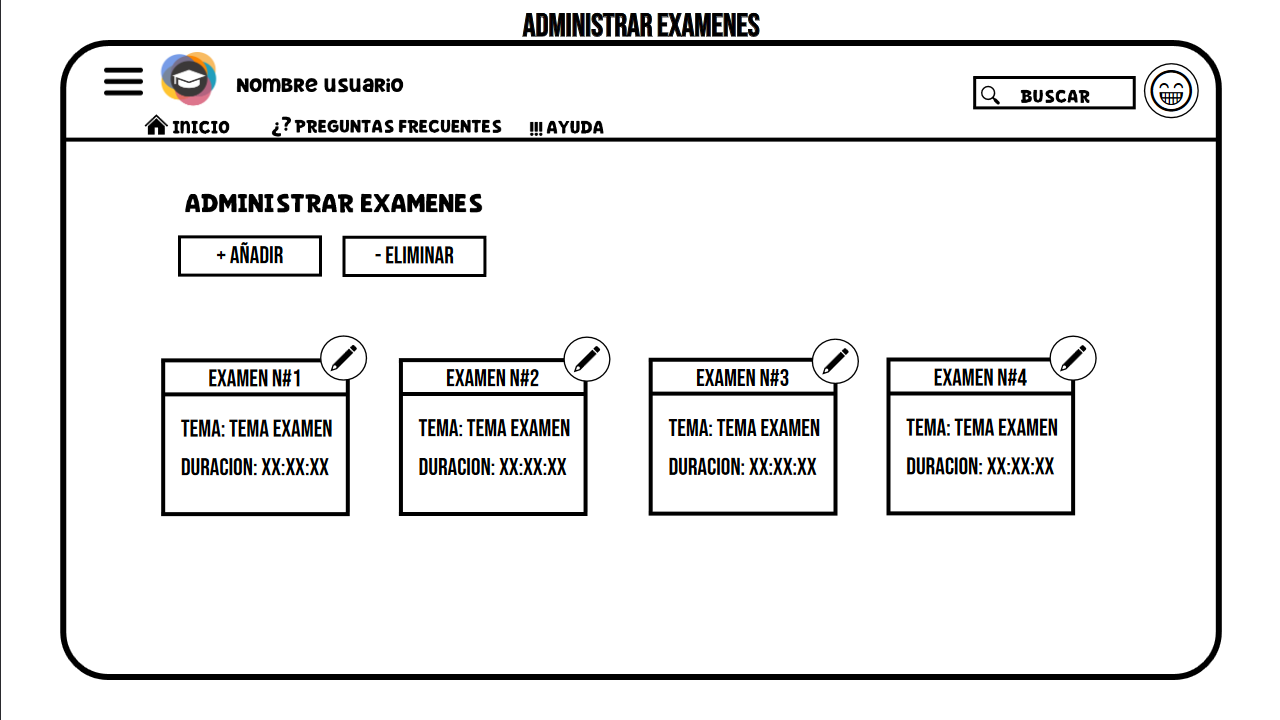 ADMINISTRAR EXAMENES
NOMBRE USUARIO
BUSCAR
INICIO ¿? PREGUNTAS FRECUENTES !!! AYUDA
ADMINISTRAR EXAMENES
+ AÑADIR - ELIMINAR
EXAMEN N#1
TEMA: TEMA EXAMEN
DURACION: XX:XX:XX
EXAMEN N#2
TEMA: TEMA EXAMEN
DURACION: XX:XX:XX
EXAMEN N#3
TEMA: TEMA EXAMEN
DURACION: XX:XX:XX
EXAMEN N#4
TEMA: TEMA EXAMEN
DURACION: XX:XX:XX